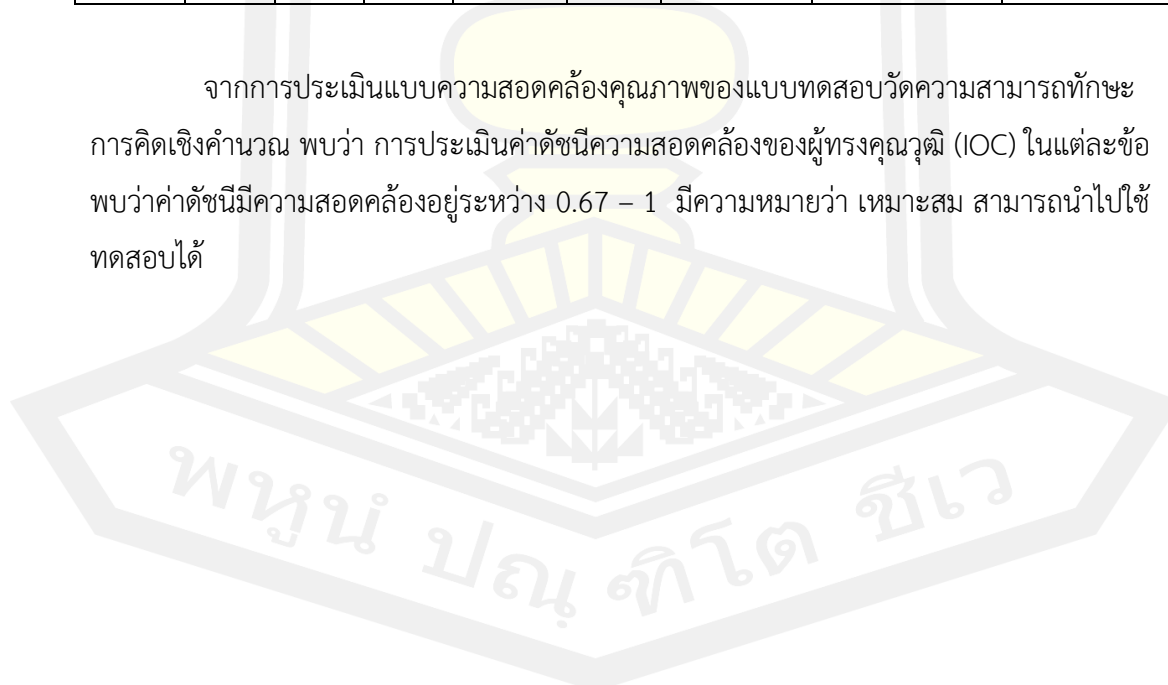 จากการประเมินแบบความสอดคล้องคุณภาพของแบบทดสอบวัดความสามารถทักษะ
การคิดเชิงคำนวณ พบว่า การประเมินค่าดัชนีความสอดคล้องของผู้ทรงคุณวุฒิ (IOC) ในแต่ละข้อ
พบว่าค่าดัชนีมีความสอดคล้องอยู่ระหว่าง 0.67 – 1 มีความหมายว่า เหมาะสม สามารถนำไปใช้
ทดสอบได้
พหูนํ ปณฺฑิโต ชีเว